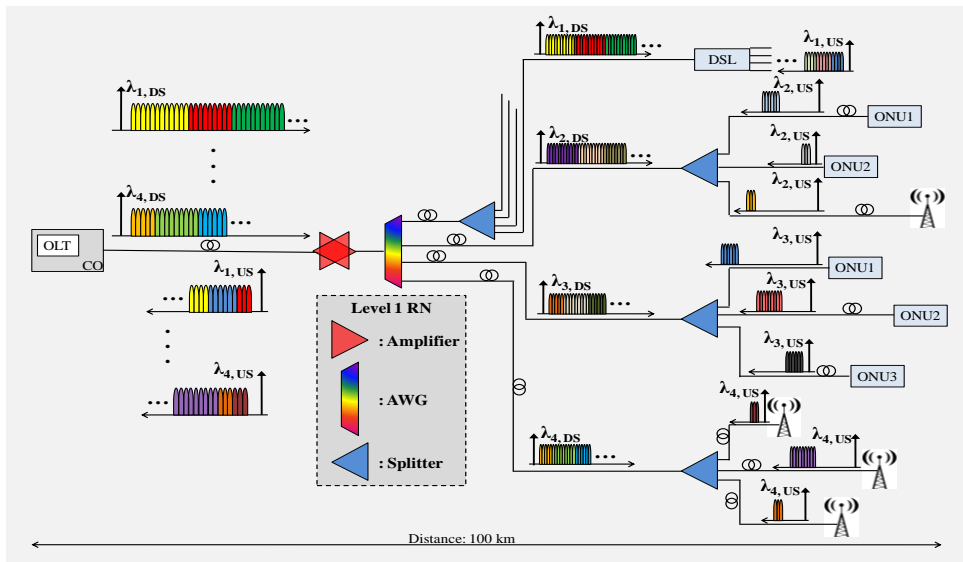 λ1, DS
•••
DSL
•••
λ1, US
λ2, US
ONU1
λ1, DS
•••
λ2, DS
•••
λ2, US
ONU2
λ2, US
λ4, DS
•••
OLT
CO
λ3, US
ONU1
λ1, US
•••
λ3, DS
•••
λ3, US
ONU2
Level 1 RN
: Amplifier
λ3, US
ONU3
λ4, US
•••
: AWG
λ4, US
λ4, DS
•••
λ4, US
: Splitter
λ4, US
Distance: 100 km